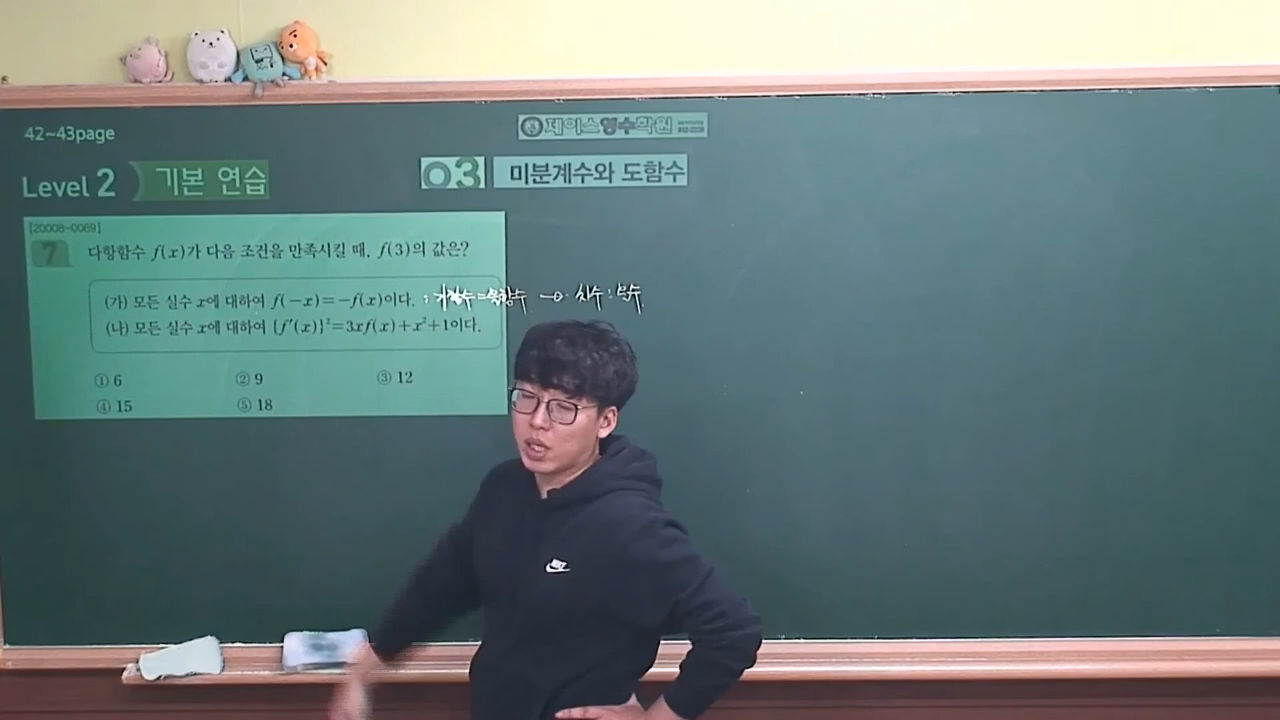 42~43page
제이스영수학원
Level 2 기본 연습
03 미분계수와 도함수
[20008-0069]
7 다항함수 f(x)가 다음 조건을 만족시킬 때, f(3)의 값은?
(가) 모든 실수 x에 대하여 f(-x)=-f(x)이다. : 기함수 → 차수 : 홀수
(나) 모든 실수 x에 대하여 {f'(x)}²=3xf(x)+x²+1이다.
① 6 ② 9 ③ 12
④ 15 ⑤ 18